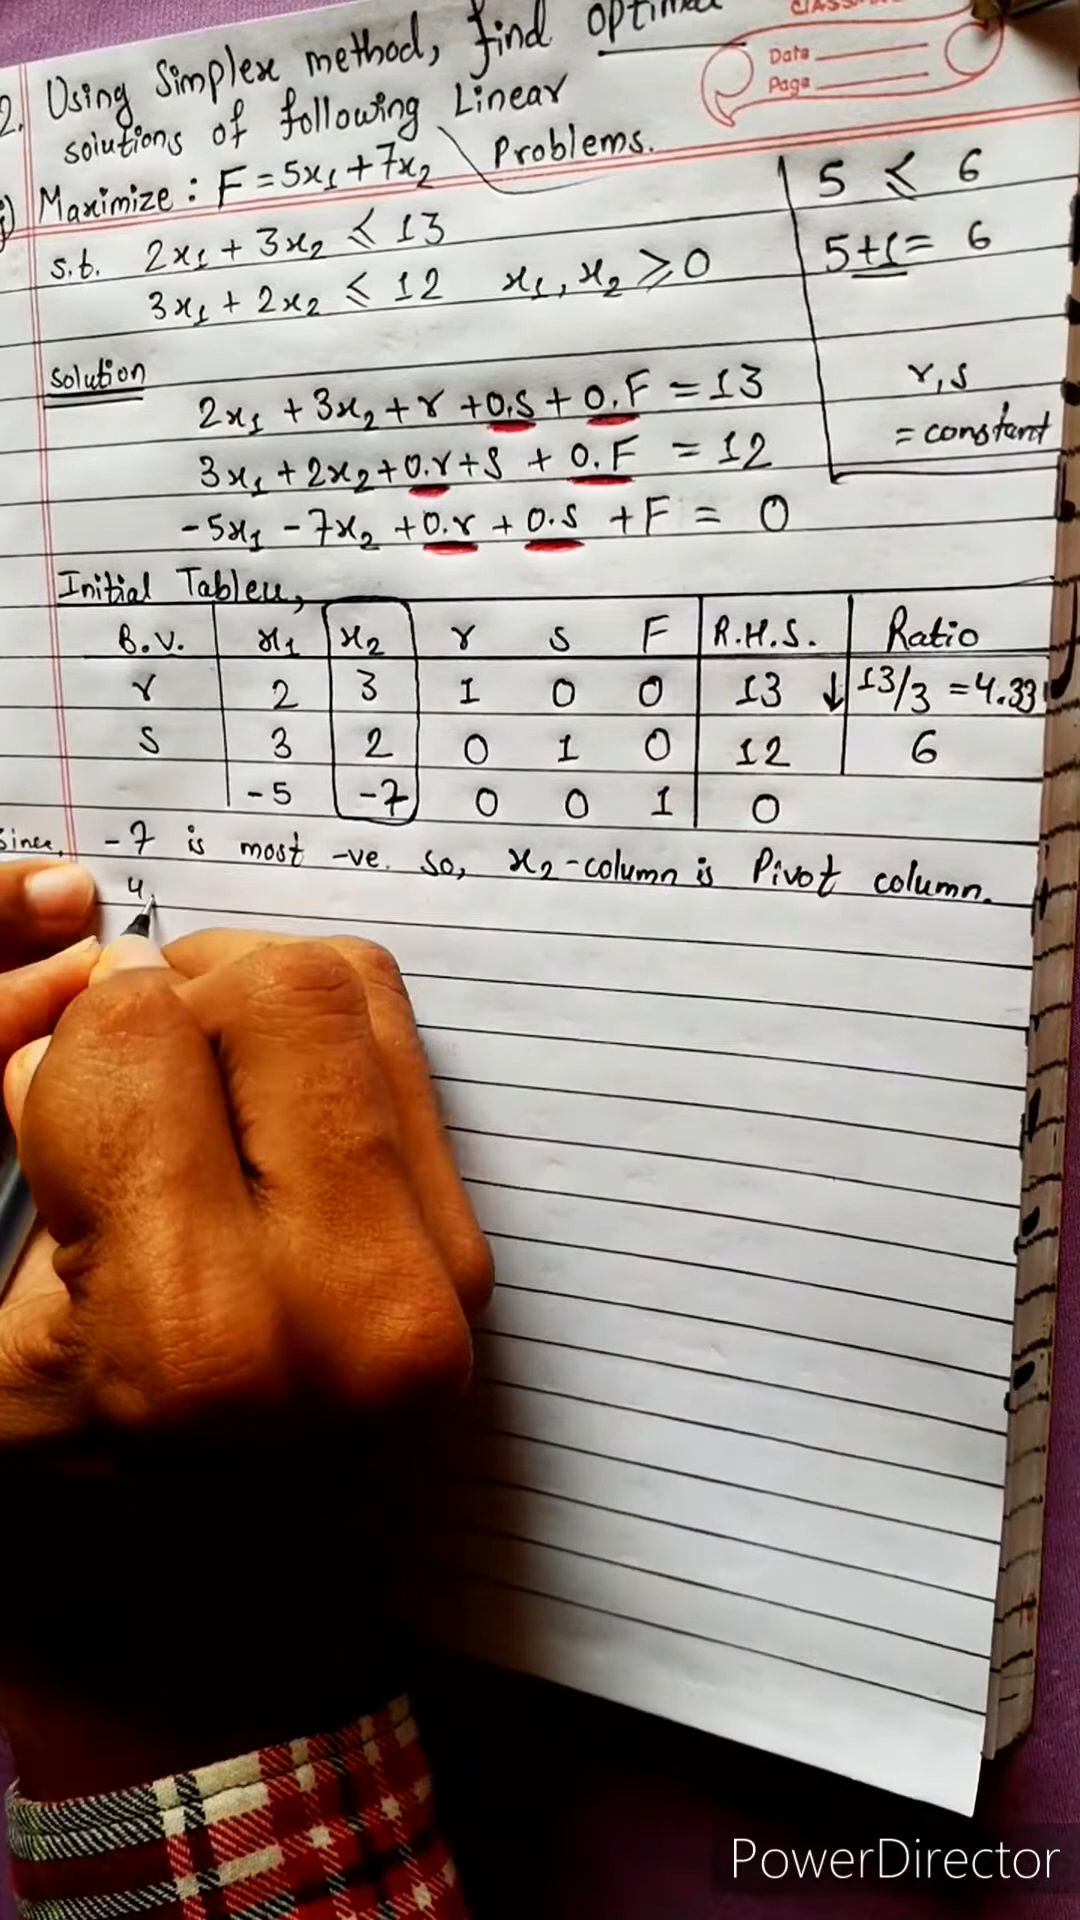 2. Using Simplex method, find optimal
solutions of following Linear
Problems.
i) Maximize : F = 5x₁ + 7x₂
s.t. 2x₁ + 3x₂ ⩽ 13
3x₁ + 2x₂ ⩽ 12 x₁, x₂ ⩾ 0
Date
Page
5 ⩽ 6
5+1 = 6
r, s
= constant
Solution
2x₁ + 3x₂ + r + 0.s + 0.F = 13
3x₁ + 2x₂ + 0.r + s + 0.F = 12
-5x₁ - 7x₂ + 0.r + 0.s + F = 0
Initial Tableu,
B.V. x₁ x₂ r s F R.H.S. Ratio
r 2 3 1 0 0 13 ↓ 13/3 = 4.33
s 3 2 0 1 0 12 6
-5 -7 0 0 1 0
Since, -7 is most -ve. so, x₂-column is Pivot column.
4.
PowerDirector